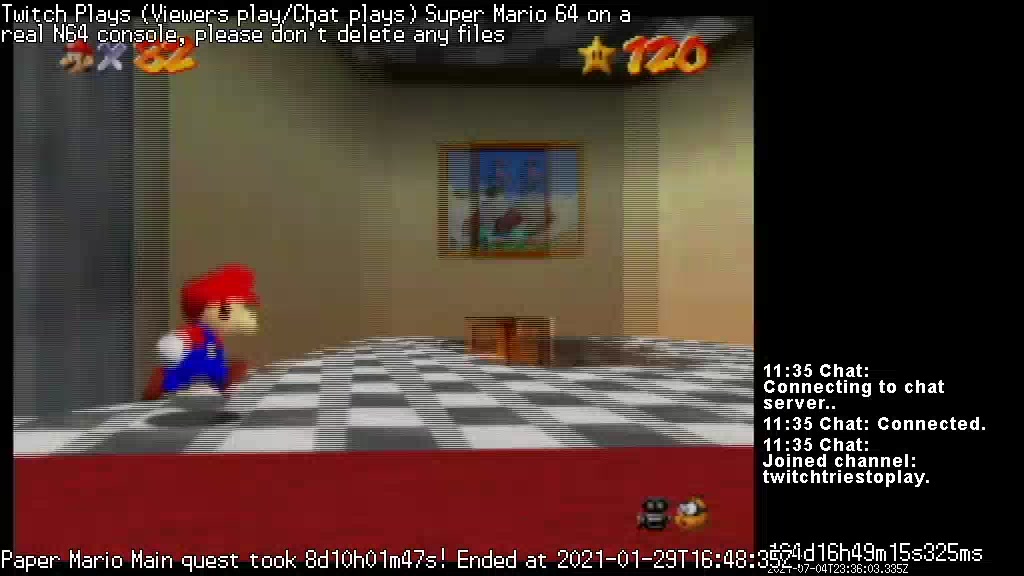 Twitch Plays (Viewers play/Chat plays) Super Mario 64 on a
real N64 console, please don't delete any files
× 82
120
11:35 Chat:
Connecting to chat
server..
11:35 Chat: Connected.
11:35 Chat:
Joined channel:
twitchtriestoplay.
Paper Mario Main quest took 8d10h01m47s! Ended at 2021-01-29T16:48:35Z
164d16h49m15s325ms
2021-07-04T23:36:03.335Z